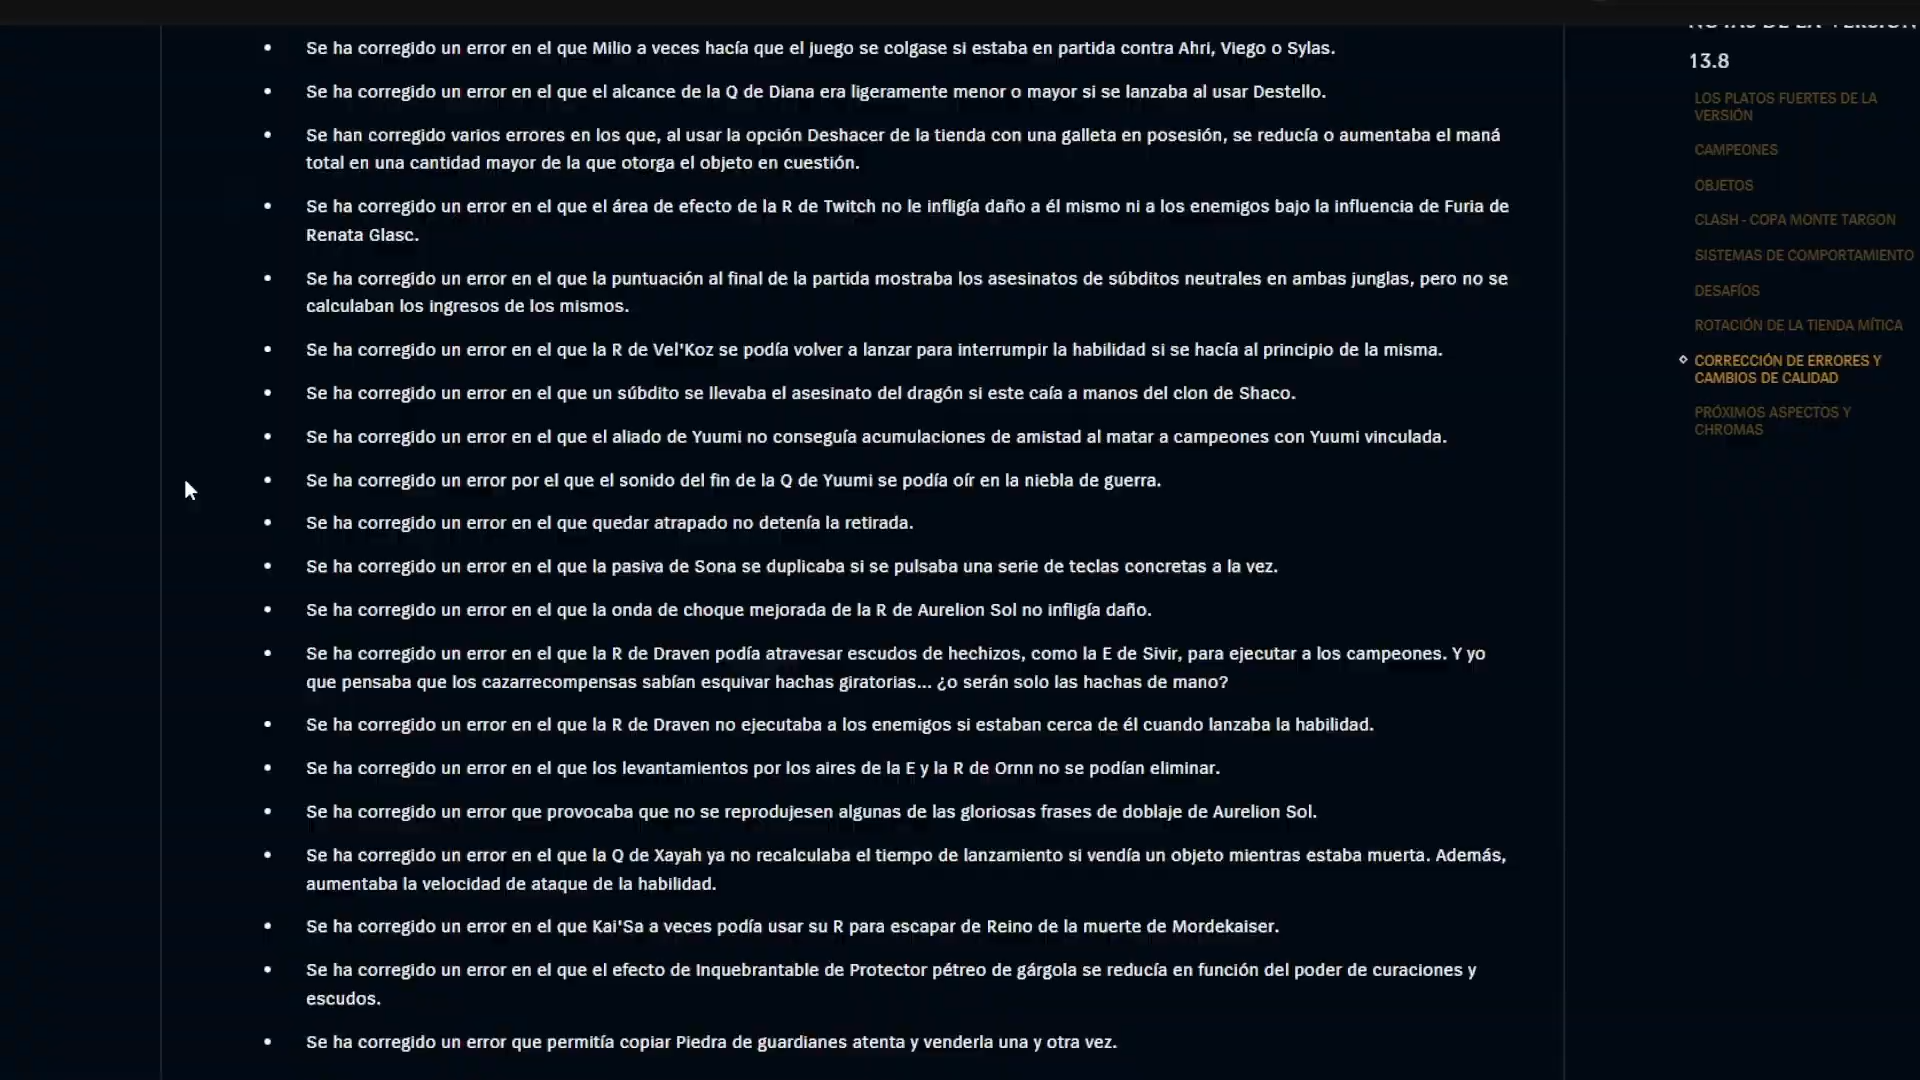 Se ha corregido un error en el que Milio a veces hacía que el juego se colgase si estaba en partida contra Ahri, Viego o Sylas.
Se ha corregido un error en el que el alcance de la Q de Diana era ligeramente menor o mayor si se lanzaba al usar Destello.
Se han corregido varios errores en los que, al usar la opción Deshacer de la tienda con una galleta en posesión, se reducía o aumentaba el maná
total en una cantidad mayor de la que otorga el objeto en cuestión.
Se ha corregido un error en el que el área de efecto de la R de Twitch no le infligía daño a él mismo ni a los enemigos bajo la influencia de Furia de
Renata Glasc.
Se ha corregido un error en el que la puntuación al final de la partida mostraba los asesinatos de súbditos neutrales en ambas junglas, pero no se
calculaban los ingresos de los mismos.
Se ha corregido un error en el que la R de Vel'Koz se podía volver a lanzar para interrumpir la habilidad si se hacía al principio de la misma.
Se ha corregido un error en el que un súbdito se llevaba el asesinato del dragón si este caía a manos del clon de Shaco.
Se ha corregido un error en el que el aliado de Yuumi no conseguía acumulaciones de amistad al matar a campeones con Yuumi vinculada.
Se ha corregido un error por el que el sonido del fin de la Q de Yuumi se podía oír en la niebla de guerra.
Se ha corregido un error en el que quedar atrapado no detenía la retirada.
Se ha corregido un error en el que la pasiva de Sona se duplicaba si se pulsaba una serie de teclas concretas a la vez.
Se ha corregido un error en el que la onda de choque mejorada de la R de Aurelion Sol no infligía daño.
Se ha corregido un error en el que la R de Draven podía atravesar escudos de hechizos, como la E de Sivir, para ejecutar a los campeones. Y yo
que pensaba que los cazarrecompensas sabían esquivar hachas giratorias... ¿o serán solo las hachas de mano?
Se ha corregido un error en el que la R de Draven no ejecutaba a los enemigos si estaban cerca de él cuando lanzaba la habilidad.
Se ha corregido un error en el que los levantamientos por los aires de la E y la R de Ornn no se podían eliminar.
Se ha corregido un error que provocaba que no se reprodujesen algunas de las gloriosas frases de doblaje de Aurelion Sol.
Se ha corregido un error en el que la Q de Xayah ya no recalculaba el tiempo de lanzamiento si vendía un objeto mientras estaba muerta. Además,
aumentaba la velocidad de ataque de la habilidad.
Se ha corregido un error en el que Kai'Sa a veces podía usar su R para escapar de Reino de la muerte de Mordekaiser.
Se ha corregido un error en el que el efecto de Inquebrantable de Protector pétreo de gárgola se reducía en función del poder de curaciones y
escudos.
Se ha corregido un error que permitía copiar Piedra de guardianes atenta y venderla una y otra vez.
NOTAS DE LA VERSIÓN
13.8
LOS PLATOS FUERTES DE LA
VERSIÓN
CAMPEONES
OBJETOS
CLASH - COPA MONTE TARGON
SISTEMAS DE COMPORTAMIENTO
DESAFÍOS
ROTACIÓN DE LA TIENDA MÍTICA
CORRECCIÓN DE ERRORES Y
CAMBIOS DE CALIDAD
PRÓXIMOS ASPECTOS Y
CHROMAS